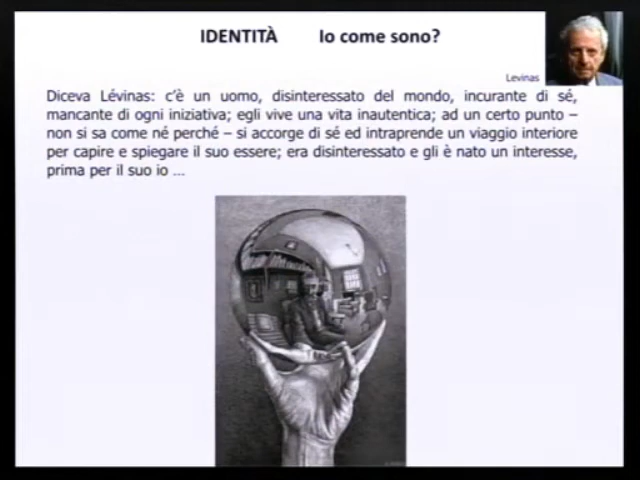 IDENTITÀ Io come sono?
Levinas
Diceva Lévinas: c'è un uomo, disinteressato del mondo, incurante di sé,
mancante di ogni iniziativa; egli vive una vita inautentica; ad un certo punto –
non si sa come né perché – si accorge di sé ed intraprende un viaggio interiore
per capire e spiegare il suo essere; era disinteressato e gli è nato un interesse,
prima per il suo io ...